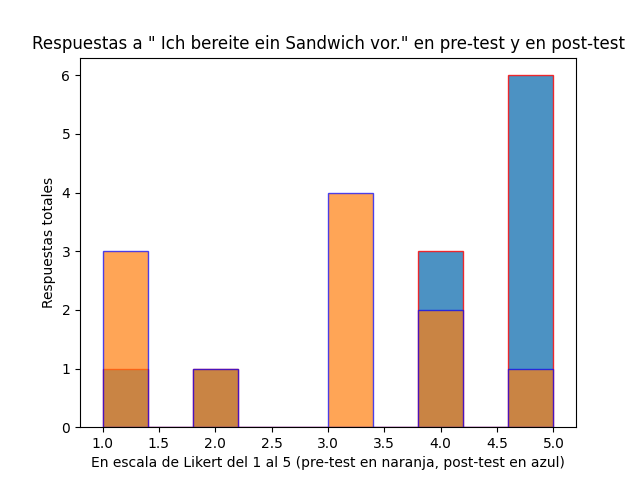 Respuestas a " Ich bereite ein Sandwich vor." en pre-test y en post-test
Respuestas totales
6
5
4
3
2
1
0
1.0 1.5 2.0 2.5 3.0 3.5 4.0 4.5 5.0
En escala de Likert del 1 al 5 (pre-test en naranja, post-test en azul)